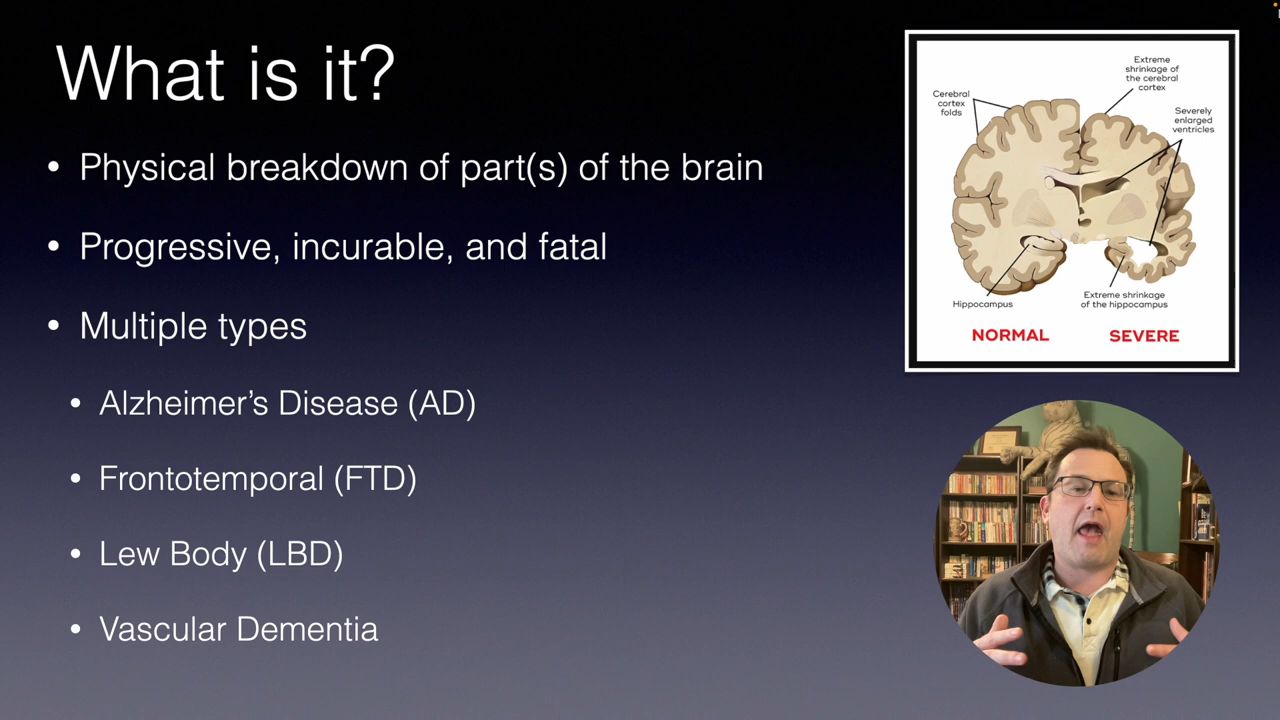 What is it?
• Physical breakdown of part(s) of the brain
• Progressive, incurable, and fatal
• Multiple types
• Alzheimer's Disease (AD)
• Frontotemporal (FTD)
• Lew Body (LBD)
• Vascular Dementia
Extreme
shrinkage of
the cerebral
cortex
Cerebral
cortex
folds
Severely
enlarged
ventricles
Hippocampus
Extreme shrinkage
of the hippocampus
NORMAL
SEVERE